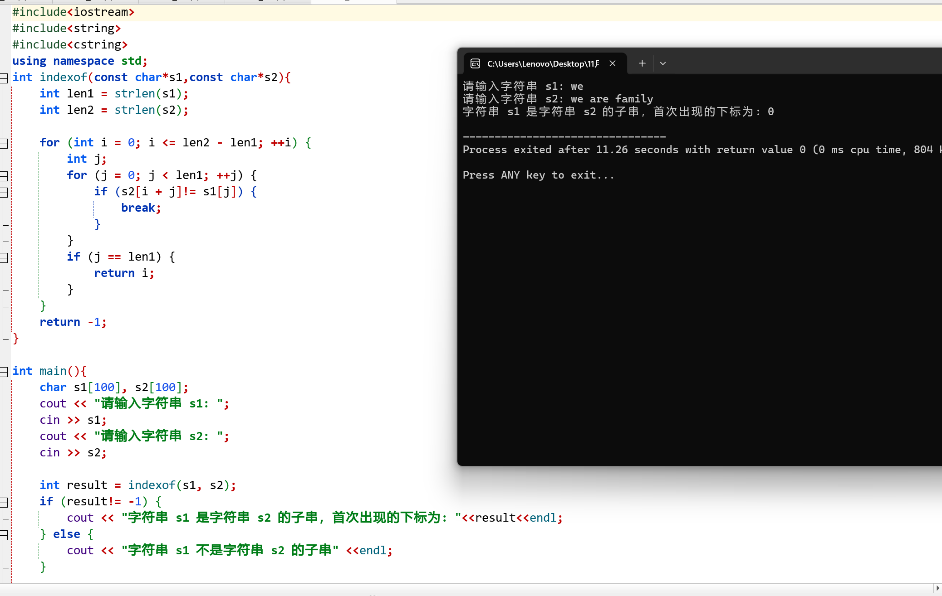 #include<iostream>
#include<string>
#include<cstring>
using namespace std;
int indexof(const char*s1,const char*s2){
int len1 = strlen(s1);
int len2 = strlen(s2);
for (int i = 0; i <= len2 - len1; ++i) {
int j;
for (j = 0; j < len1; ++j) {
if (s2[i + j]!= s1[j]) {
break;
}
}
if (j == len1) {
return i;
}
}
return -1;
}
int main(){
char s1[100], s2[100];
cout << "请输入字符串 s1: ";
cin >> s1;
cout << "请输入字符串 s2: ";
cin >> s2;
int result = indexof(s1, s2);
if (result!= -1) {
cout << "字符串 s1 是字符串 s2 的子串，首次出现的下标为: "<<result<<endl;
} else {
cout << "字符串 s1 不是字符串 s2 的子串" <<endl;
}
C:\Users\Lenovo\Desktop\11
请输入字符串 s1: we
请输入字符串 s2: we are family
字符串 s1 是字符串 s2 的子串，首次出现的下标为: 0
--------------------------------
Process exited after 11.26 seconds with return value 0 (0 ms cpu time, 804
Press ANY key to exit...